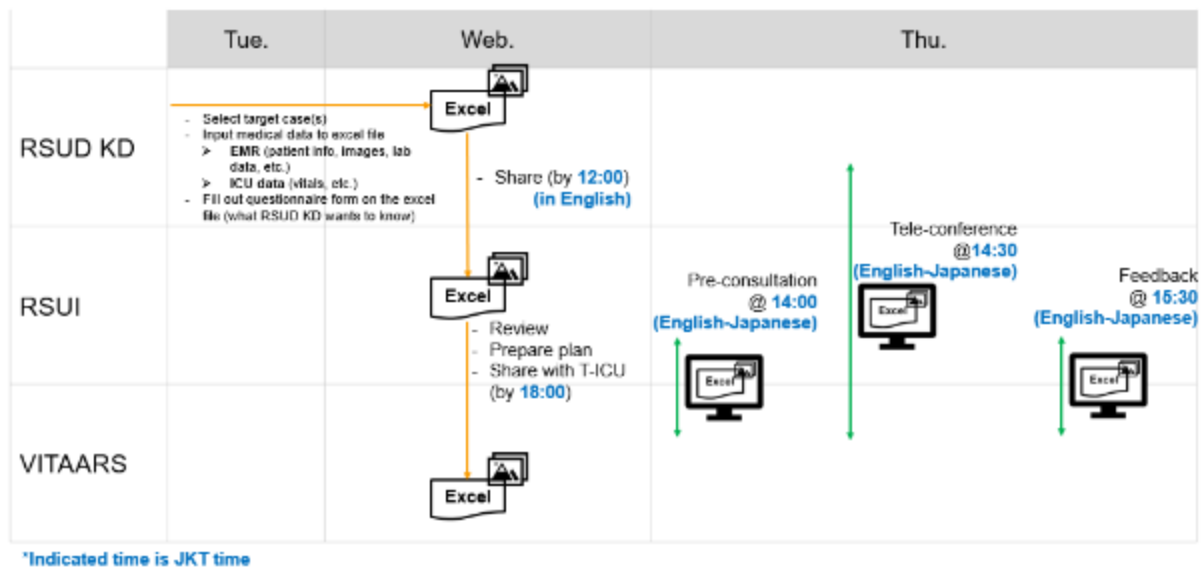 Tue.
Web.
Thu.
RSUD KD
- Select target case(s)
- Input medical data to excel file
➤ EMR (patient info, images, lab
data, etc.)
➤ ICU data (vitals, etc.)
- Fill out questionnaire form on the excel
file (what RSUD KD wants to know)
Excel
- Share (by 12:00)
(in English)
RSUI
Excel
- Review
- Prepare plan
- Share with T-ICU
(by 18:00)
Pre-consultation
@ 14:00
(English-Japanese)
Excel
Tele-conference
@14:30
(English-Japanese)
Excel
Feedback
@ 15:30
(English-Japanese)
Excel
VITAARS
Excel
*Indicated time is JKT time